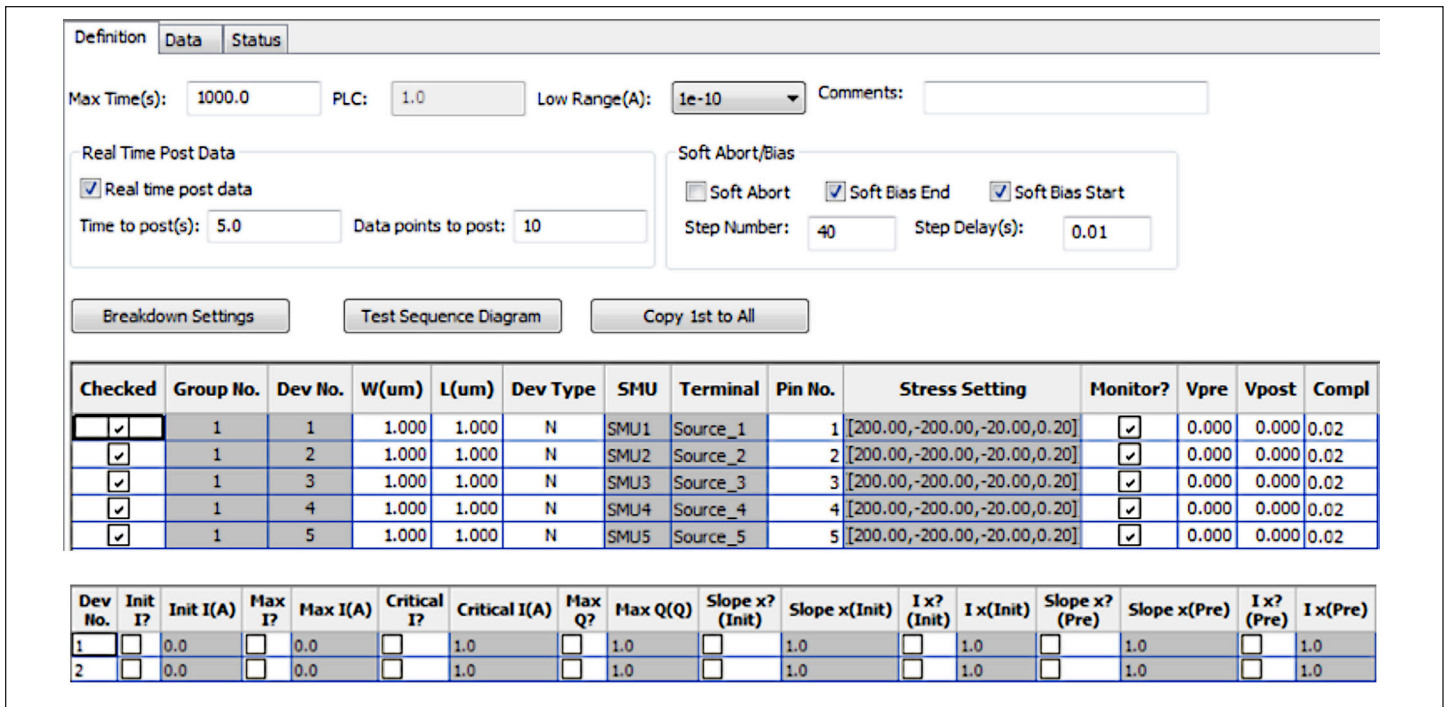 Definition Data Status
Max Time(s): 1000.0 PLC: 1.0 Low Range(A): 1e-10 Comments:
Real Time Post Data Soft Abort/Bias
Real time post data Soft Abort Soft Bias End Soft Bias Start
Time to post(s): 5.0 Data points to post: 10 Step Number: 40 Step Delay(s): 0.01
Breakdown Settings Test Sequence Diagram Copy 1st to All
Checked Group No. Dev No. W(um) L(um) Dev Type SMU Terminal Pin No. Stress Setting Monitor? Vpre Vpost Compl
1 1 1.000 1.000 N SMU1 Source_1 1 [[200.00,-200.00,-20.00,0.20] 0.000 0.000 0.02
1 2 1.000 1.000 N SMU2 Source_2 2 [[200.00,-200.00,-20.00,0.20] 0.000 0.000 0.02
1 3 1.000 1.000 N SMU3 Source_3 3 [[200.00,-200.00,-20.00,0.20] 0.000 0.000 0.02
1 4 1.000 1.000 N SMU4 Source_4 4 [[200.00,-200.00,-20.00,0.20] 0.000 0.000 0.02
1 5 1.000 1.000 N SMU5 Source_5 5 [[200.00,-200.00,-20.00,0.20] 0.000 0.000 0.02
Dev No. Init I? Init I(A) Max I? Max I(A) Critical I? Critical I(A) Max Q? Max Q(Q) Slope x? (Init) Slope x(Init) I x? (Init) I x(Init) Slope x? (Pre) Slope x(Pre) I x? (Pre) I x(Pre)
1 0.0 0.0 1.0 1.0 1.0 1.0 1.0 1.0
2 0.0 0.0 1.0 1.0 1.0 1.0 1.0 1.0